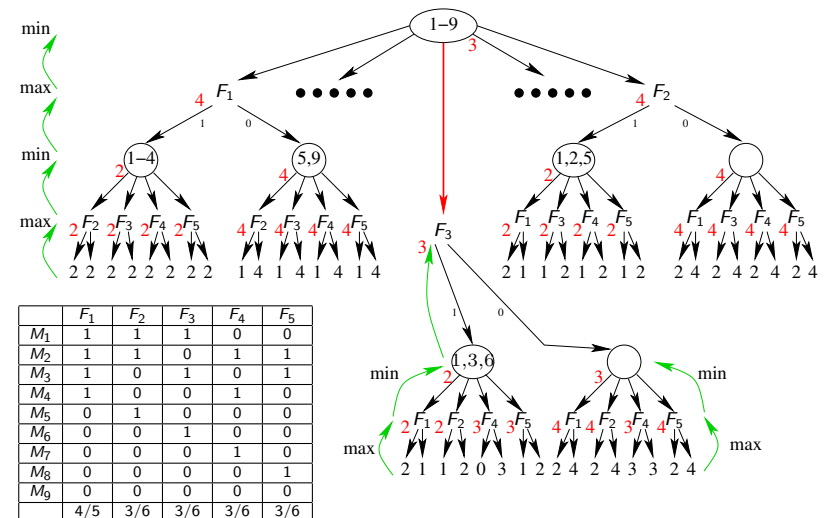 1−9
min
3
max
4 F1 F2 4
1 0 1 0
min 1−4 5,9 1,2,5
2 4 2 4
max 2 F2 2 F3 2 F4 2 F5 4 F2 4 F3 4 F4 4 F5 2 F1 2 F3 2 F4 2 F5 4 F1 4 F3 4 F4 4 F5
3 F3
2 2 2 2 2 2 2 2 1 4 1 4 1 4 1 4 2 1 1 2 1 2 1 2 2 4 2 4 2 4 2 4
1 0
1,3,6
min 2 3 min
2 F1 2 F2 3 F4 3 F5 4 F1 4 F2 3 F4 4 F5
max max
2 1 1 2 0 3 1 2 2 4 2 4 3 3 2 4
F1 F2 F3 F4 F5
M1 1 1 1 0 0
M2 1 1 0 1 1
M3 1 0 1 0 1
M4 1 0 0 1 0
M5 0 1 0 0 0
M6 0 0 1 0 0
M7 0 0 0 1 0
M8 0 0 0 0 1
M9 0 0 0 0 0
4/5 3/6 3/6 3/6 3/6